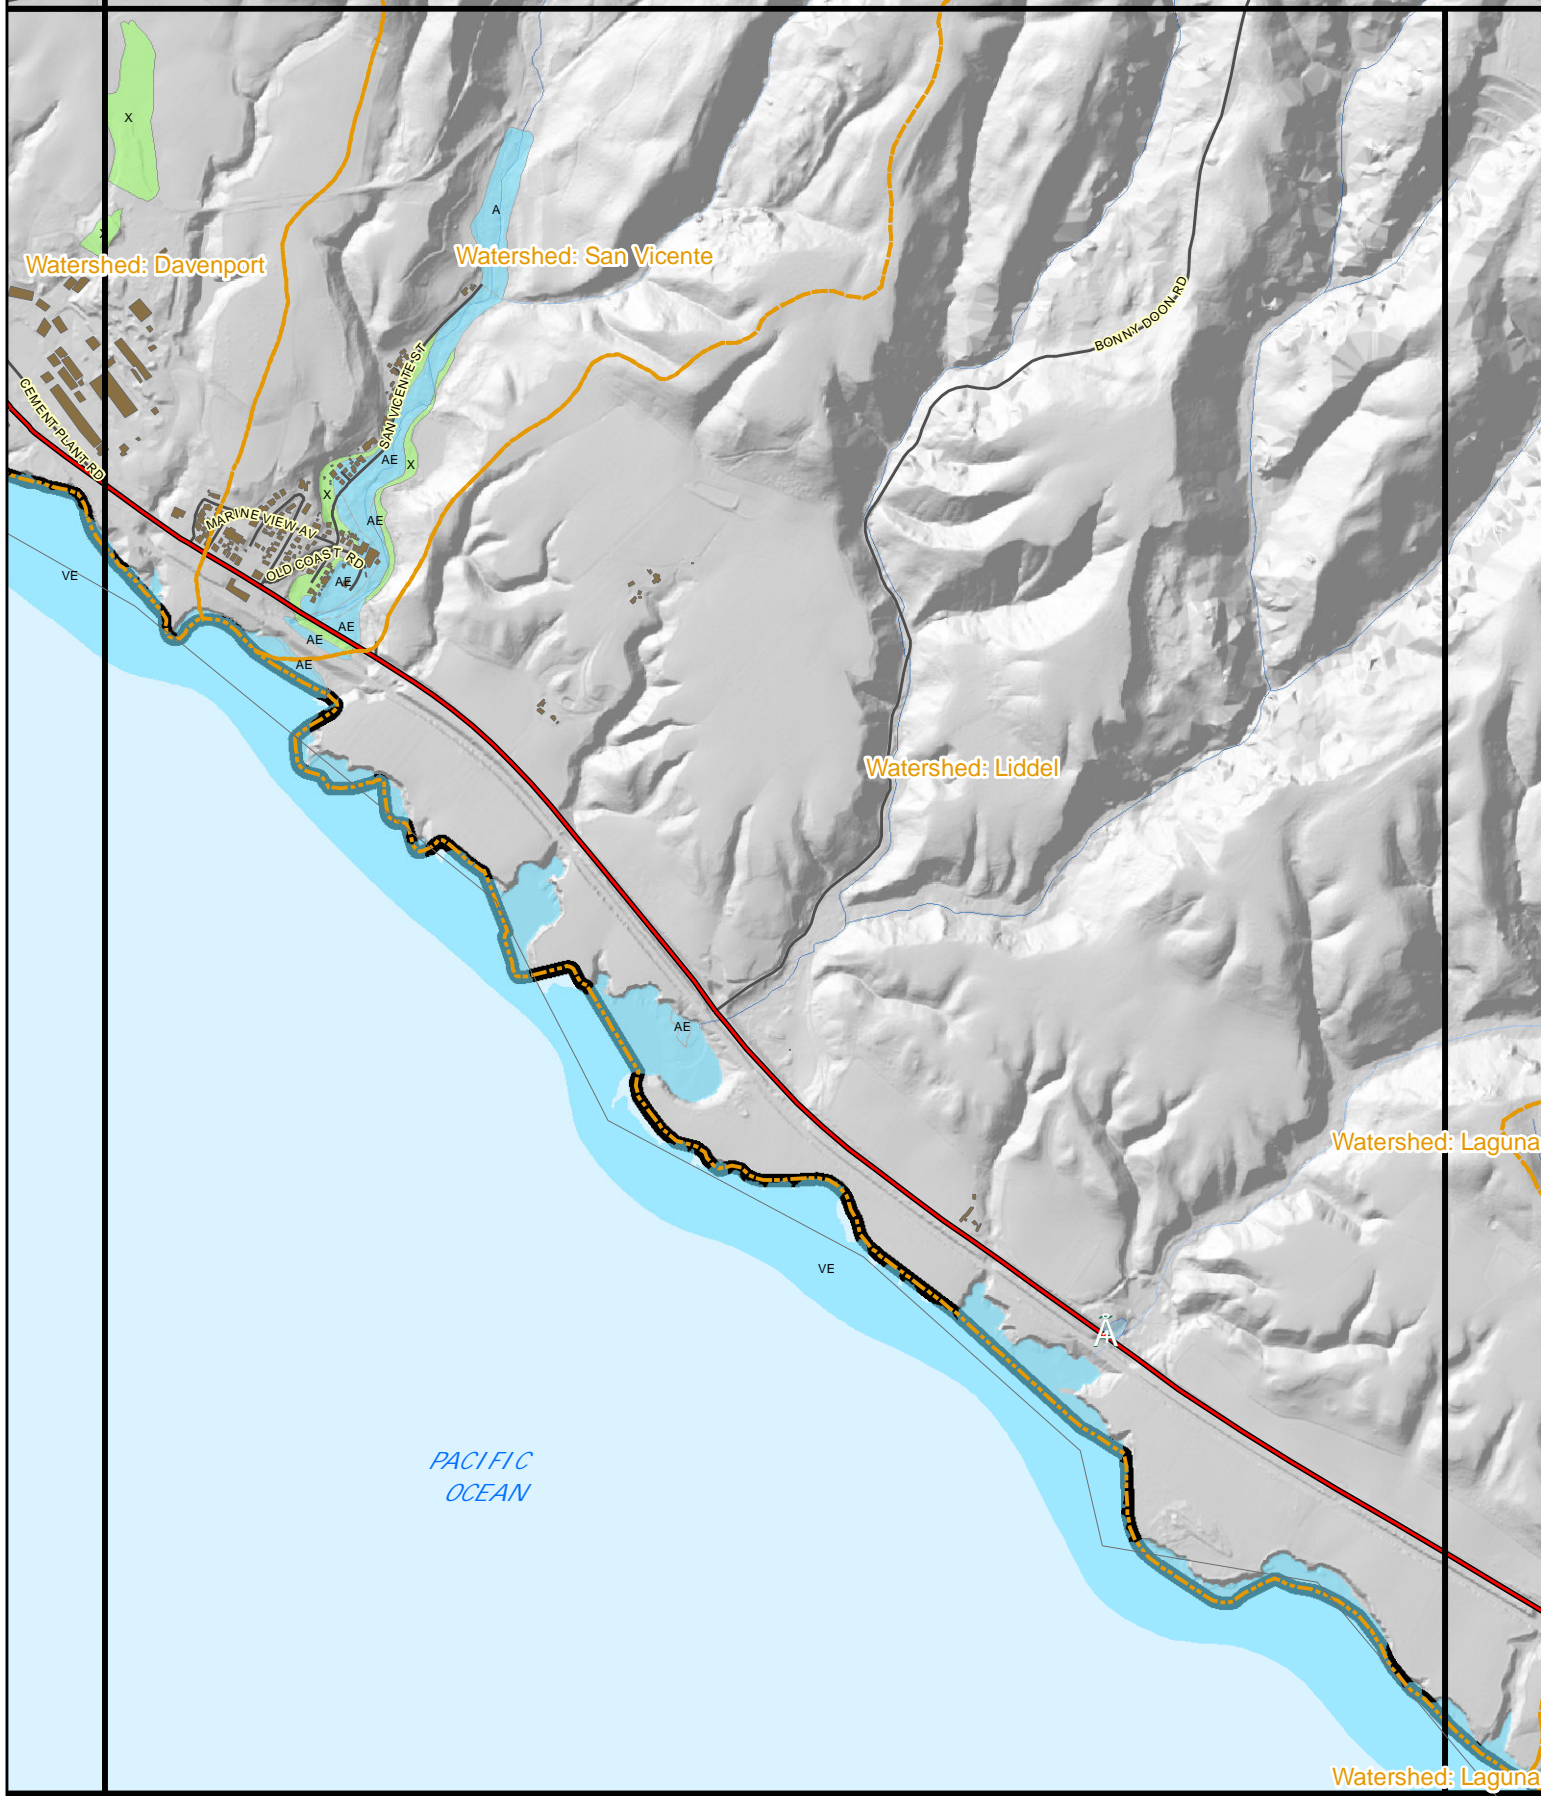 X
A
Watershed: Davenport
Watershed: San Vicente
BONNY DOON RD
SAN VICENTE ST
CEMENT PLANT RD
AE
X
X
AE
MARINE VIEW AV
OLD COAST RD
VE
AE
AE
AE
AE
Watershed: Liddel
AE
Watershed: Laguna
VE
Å
PACIFIC
OCEAN
Watershed: Laguna